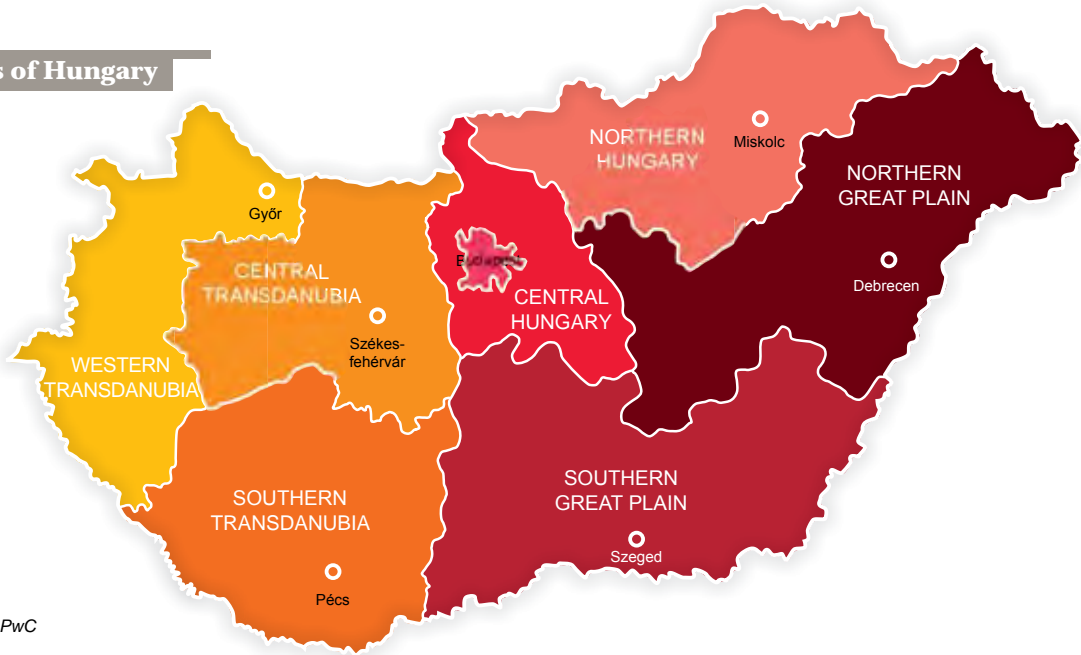 s of Hungary
NORTHERN
HUNGARY
Miskolc
NORTHERN
GREAT PLAIN
Győr
Debrecen
CENTRAL
TRANSDANUBIA
CENTRAL
HUNGARY
Székes-
fehérvár
WESTERN
TRANSDANUBIA
SOUTHERN
GREAT PLAIN
SOUTHERN
TRANSDANUBIA
Szeged
Pécs
PwC